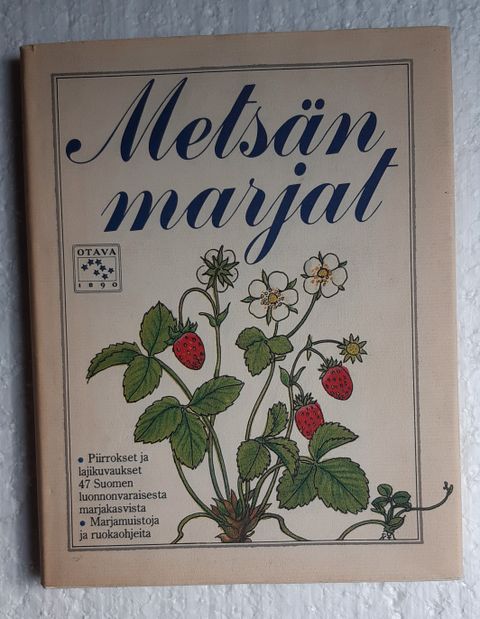 Metsän
marjat
OTAVA
1890
• Piirrokset ja
lajikuvaukset
47 Suomen
luonnonvaraisesta
marjakasvista
• Marjamuistoja
ja ruokaohjeita